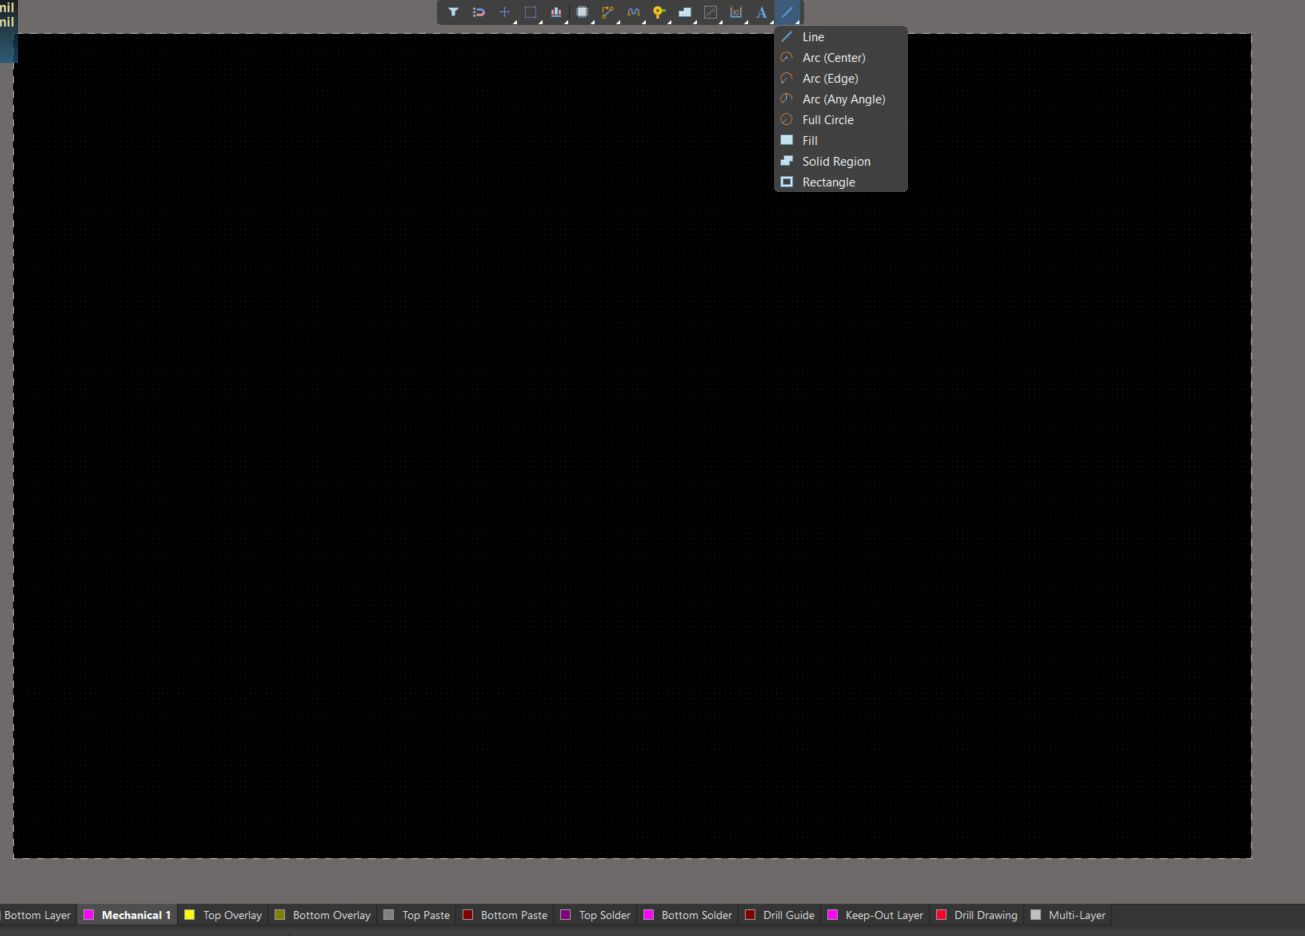 mil
mil
A
Line
Arc (Center)
Arc (Edge)
Arc (Any Angle)
Full Circle
Fill
Solid Region
Rectangle
Bottom Layer
Mechanical 1
Top Overlay
Bottom Overlay
Top Paste
Bottom Paste
Top Solder
Bottom Solder
Drill Guide
Keep-Out Layer
Drill Drawing
Multi-Layer